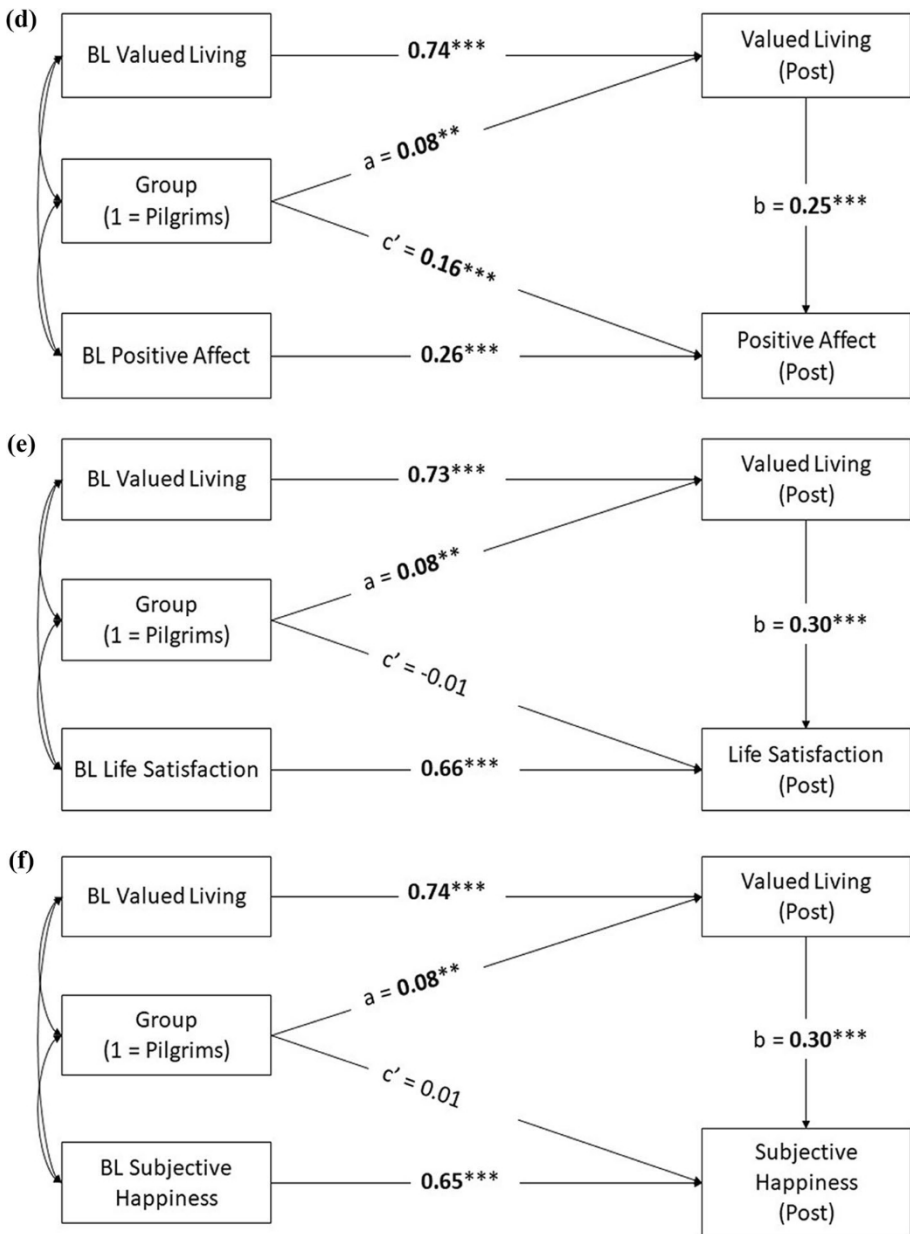 (d)
BL Valued Living
0.74***
Valued Living
(Post)
a = 0.08**
Group
(1 = Pilgrims)
b = 0.25***
c’ = 0.16***
BL Positive Affect
0.26***
Positive Affect
(Post)
(e)
BL Valued Living
0.73***
Valued Living
(Post)
a = 0.08**
Group
(1 = Pilgrims)
b = 0.30***
c’ = -0.01
BL Life Satisfaction
0.66***
Life Satisfaction
(Post)
(f)
BL Valued Living
0.74***
Valued Living
(Post)
a = 0.08**
Group
(1 = Pilgrims)
b = 0.30***
c’ = 0.01
BL Subjective
Happiness
0.65***
Subjective
Happiness
(Post)